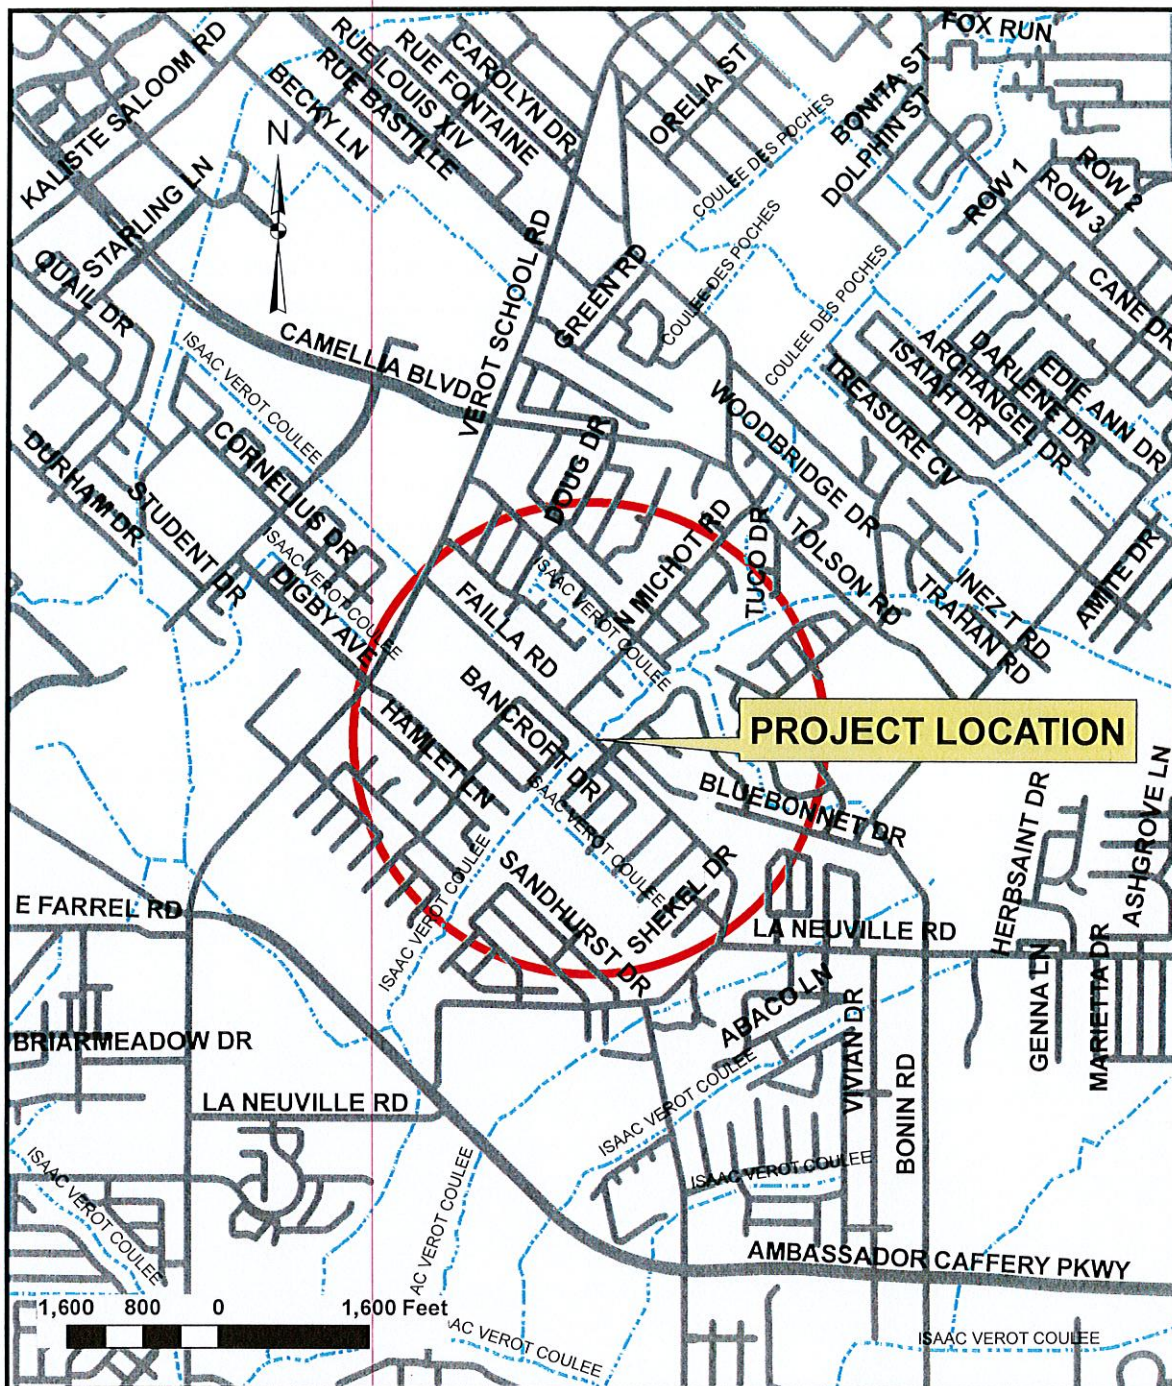 FOX RUN
KALISTE SALOOM RD
RUE LOUIS XIV
RUE FONTAINE
CAROLYN DR
RUE BASTILLE
BECKY LN
ORELIA ST
BONITA ST
DOLPHIN ST
COULEE DES POCHES
N
STARLING LN
QUAIL DR
ROW 1
ROW 2
ROW 3
CANE DR
VEROT SCHOOL RD
GREEN RD
COULEE DES POCHES
COULEE DES POCHES
ISAAC VEROT COULEE
CAMELLIA BLVD
ARCHANGEL DR
DARLENE DR
EDIE ANN DR
ISAIAH DR
TREASURE CV
WOODBRIDGE DR
DURHAM DR
STUDENT DR
CORNELIUS DR
DOUG DR
ISAAC VEROT COULEE
DIGBY AVE
N MICHOT RD
TUCO DR
TOLSON RD
INEZ T RD
TRAHAN RD
AMITE DR
ISAAC VEROT COULEE
FAILLA RD
BANCROFT DR
HAMLET LN
PROJECT LOCATION
BLUEBONNET DR
ISAAC VEROT COULEE
ISAAC VEROT COULEE
SANDHURST DR
SHEKEL DR
HERBSAINT DR
ASHGROVE LN
E FARREL RD
LA NEUVILLE RD
GENNA LN
MARIETTA DR
ABACO LN
VIVIAN DR
BONIN RD
BRIARMEADOW DR
LA NEUVILLE RD
ISAAC VEROT COULEE
ISAAC VEROT COULEE
ISAAC VEROT COULEE
AC VEROT COULEE
AMBASSADOR CAFFERY PKWY
1,600 800 0 1,600 Feet
AC VEROT COULEE
ISAAC VEROT COULEE